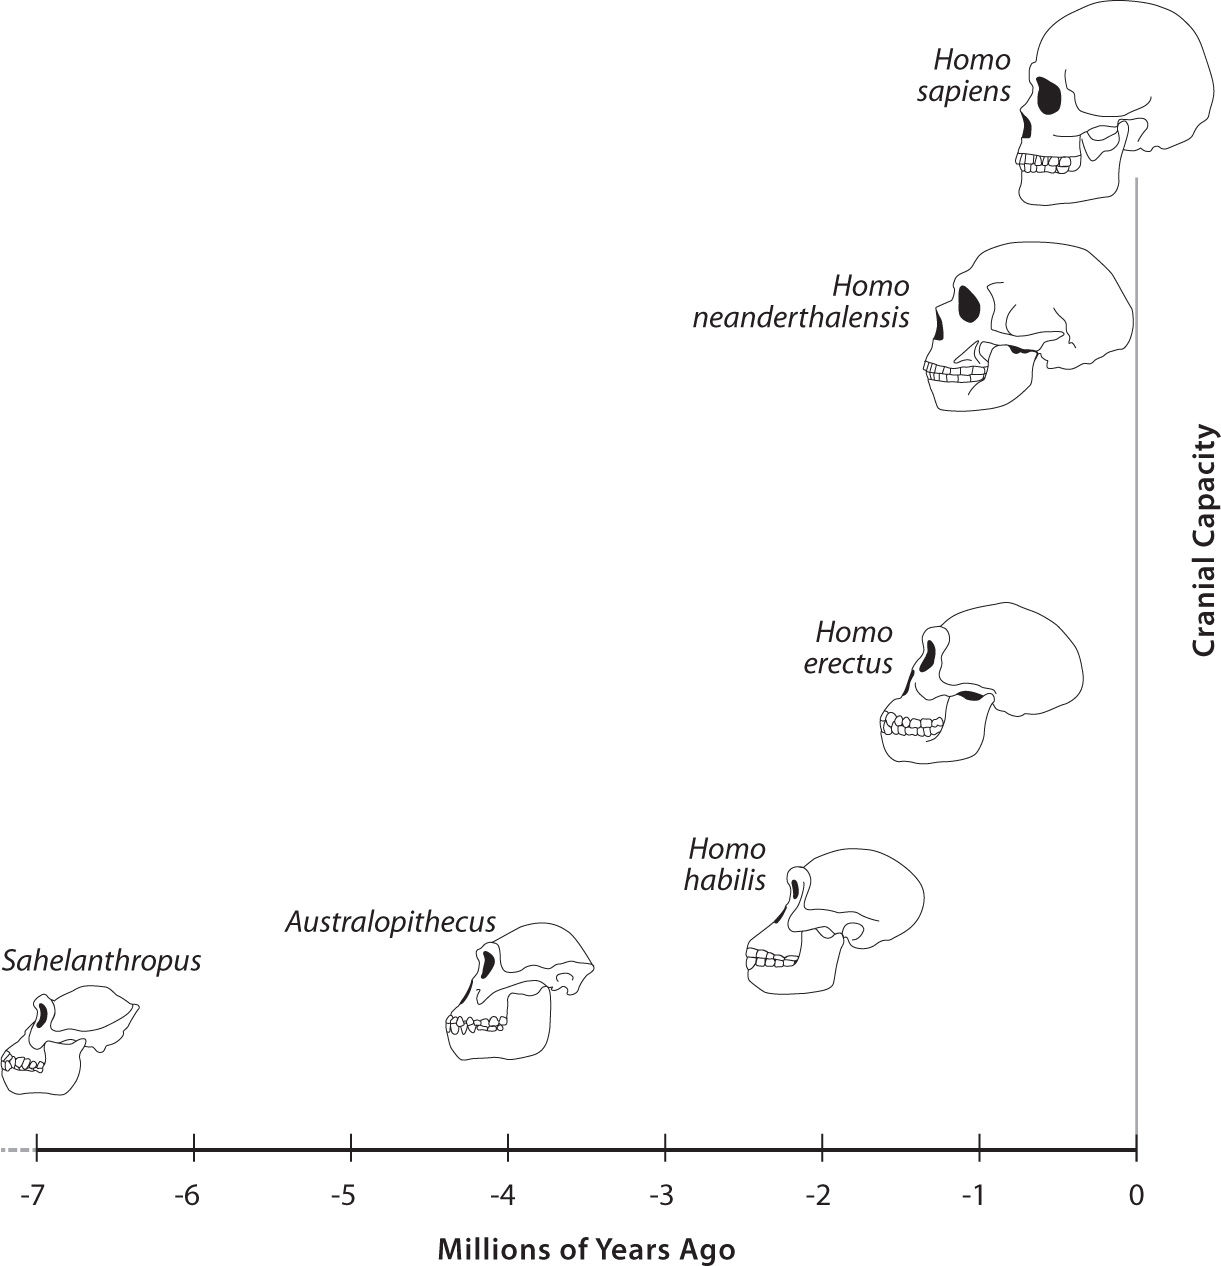 Homo
sapiens
Homo
neanderthalensis
Cranial Capacity
Homo
erectus
Homo
habilis
Australopithecus
Sahelanthropus
-7 -6 -5 -4 -3 -2 -1 0
Millions of Years Ago